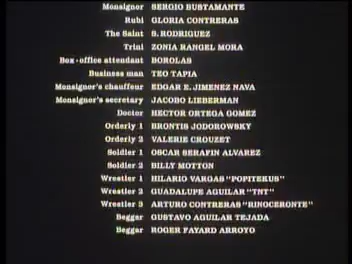 Monsignor SERGIO BUSTAMANTE
Rubi GLORIA CONTRERAS
The Saint S. RODRIGUEZ
Trini ZONIA RANGEL MORA
Box-office attendant BOROLAS
Business man TEO TAPIA
Monsignor's chauffeur EDGAR E. JIMENEZ NAVA
Monsignor's secretary JACOBO LIEBERMAN
Doctor HECTOR ORTEGA GOMEZ
Orderly 1 BRONTIS JODOROWSKY
Orderly 2 VALERIE CROUZET
Soldier 1 OSCAR SERAFIN ALVAREZ
Soldier 2 BILLY MOTTON
Wrestler 1 HILARIO VARGAS "POPITEKUS"
Wrestler 2 GUADALUPE AGUILAR "TNT"
Wrestler 3 ARTURO CONTRERAS "RINOCERONTE"
Beggar GUSTAVO AGUILAR TEJADA
Beggar ROGER FAYARD ARROYO